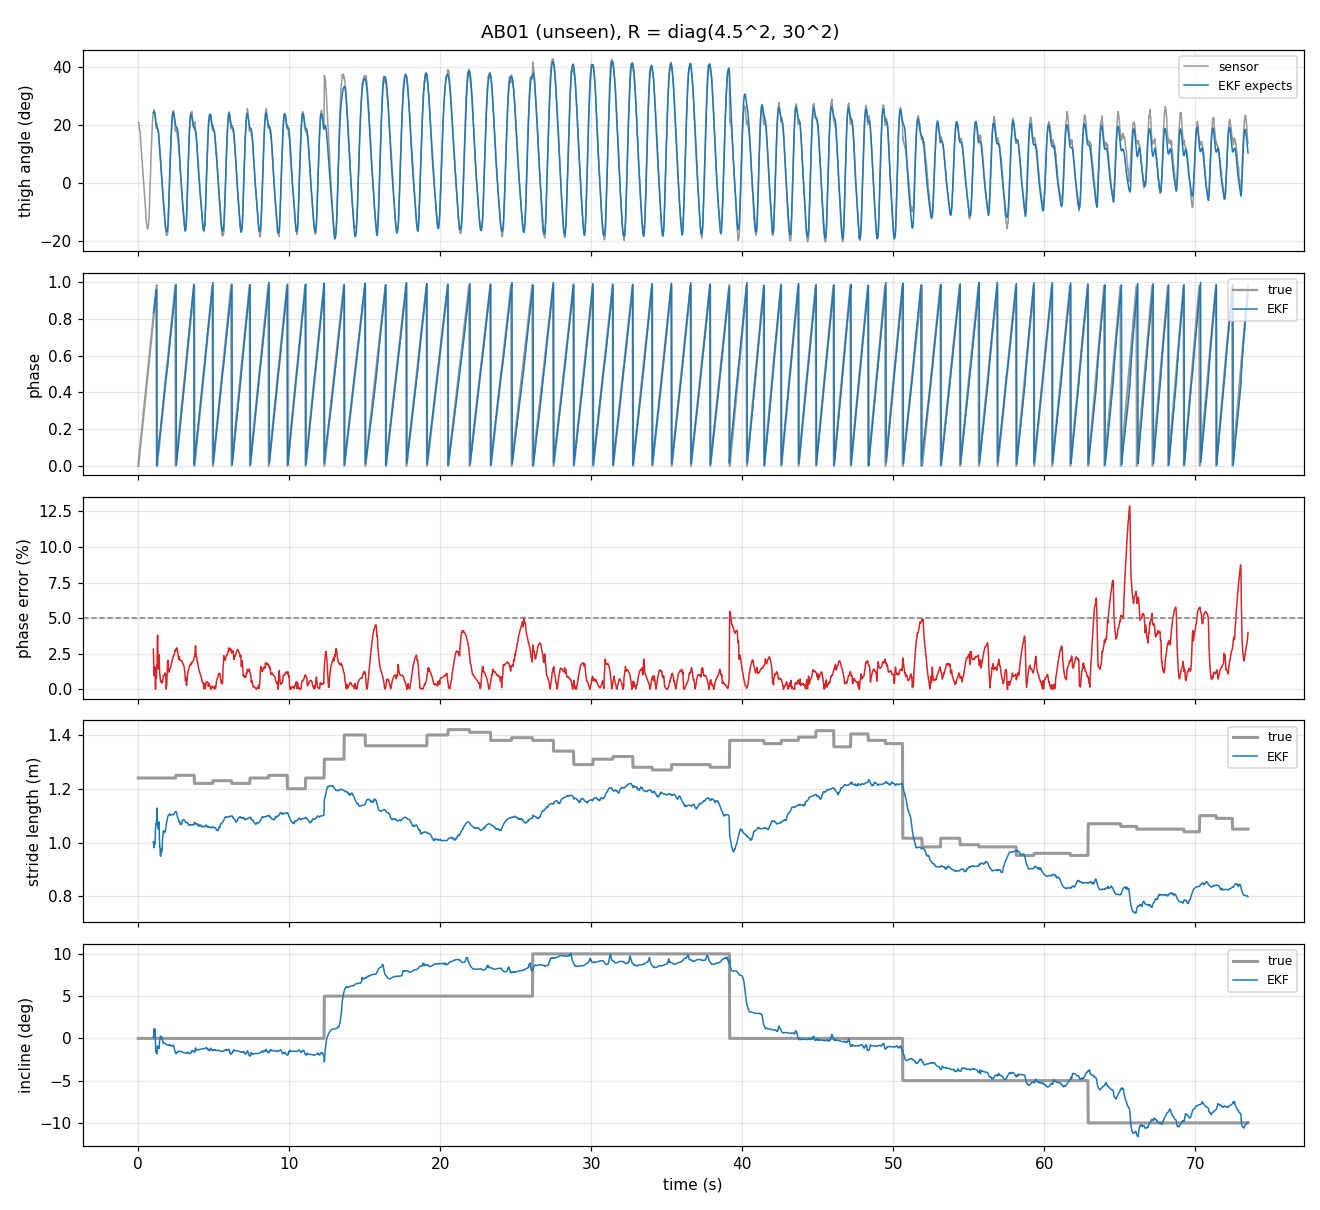 AB01 (unseen), R = diag(4.5^2, 30^2)
thigh angle (deg)
40
20
0
−20
sensor
EKF expects
phase
1.0
0.8
0.6
0.4
0.2
0.0
true
EKF
phase error (%)
12.5
10.0
7.5
5.0
2.5
0.0
stride length (m)
1.4
1.2
1.0
0.8
true
EKF
incline (deg)
10
5
0
−5
−10
true
EKF
0 10 20 30 40 50 60 70
time (s)